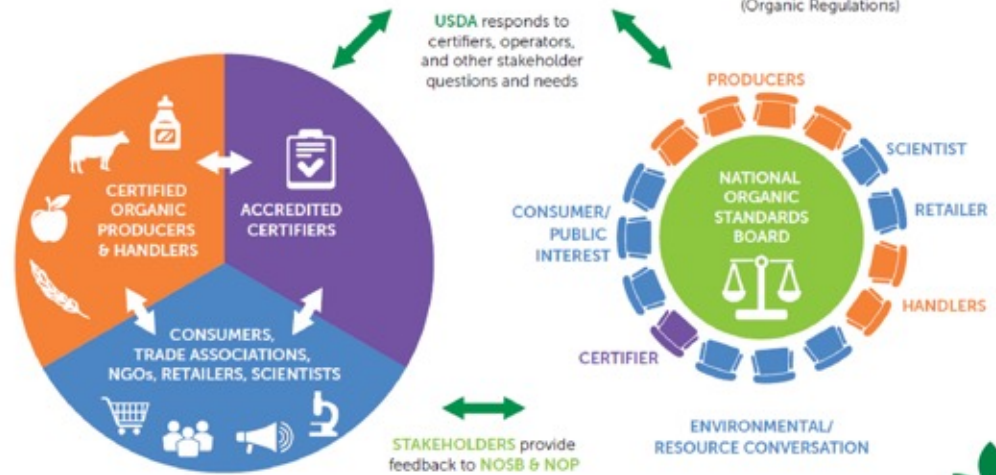 (Organic Regulations)
USDA responds to
certifiers, operators,
and other stakeholder
questions and needs
CERTIFIED
ORGANIC
PRODUCERS
& HANDLERS
ACCREDITED
CERTIFIERS
CONSUMERS,
TRADE ASSOCIATIONS,
NGOs, RETAILERS, SCIENTISTS
STAKEHOLDERS provide
feedback to NOSB & NOP
PRODUCERS
SCIENTIST
RETAILER
HANDLERS
CONSUMER/
PUBLIC
INTEREST
NATIONAL
ORGANIC
STANDARDS
BOARD
CERTIFIER
ENVIRONMENTAL/
RESOURCE CONVERSATION